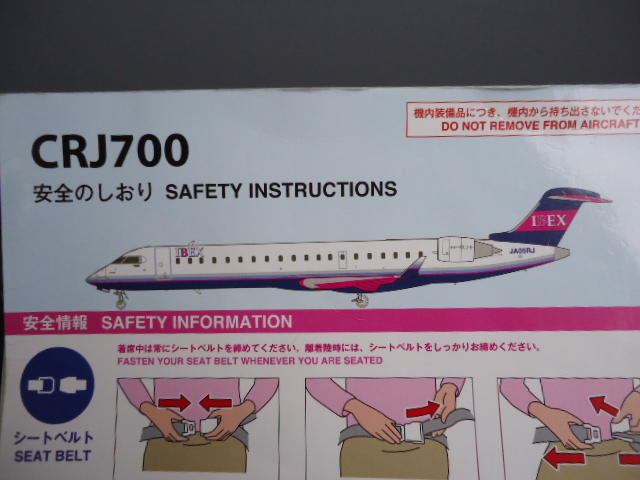 機内装備品につき、機内から持ち出さないでくだ
DO NOT REMOVE FROM AIRCRAFT
CRJ700
安全のしおり SAFETY INSTRUCTIONS
IBEX
IBEX
JA05RJ
安全情報 SAFETY INFORMATION
着席中は常にシートベルトを締めてください。離着陸時には、シートベルトをしっかりお締めください。
FASTEN YOUR SEAT BELT WHENEVER YOU ARE SEATED
シートベルト
SEAT BELT